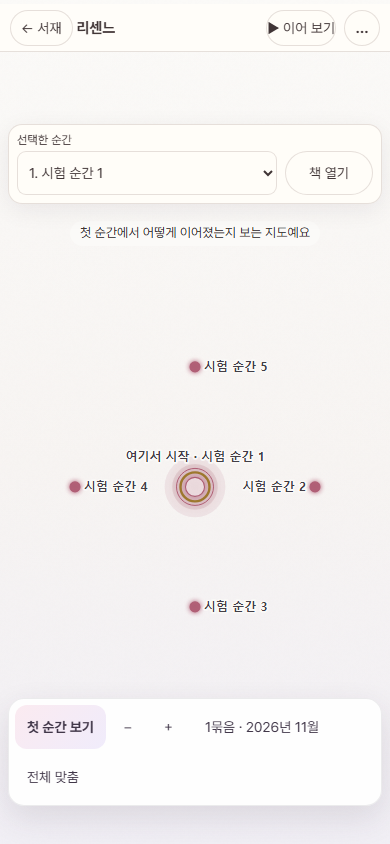 ← 서재 리센느 ▶ 이어 보기 ...
선택한 순간
1. 시험 순간 1 책 열기
첫 순간에서 어떻게 이어졌는지 보는 지도예요
시험 순간 5
여기서 시작 · 시험 순간 1
시험 순간 4 시험 순간 2
시험 순간 3
첫 순간 보기 − + 1묶음 · 2026년 11월
전체 맞춤